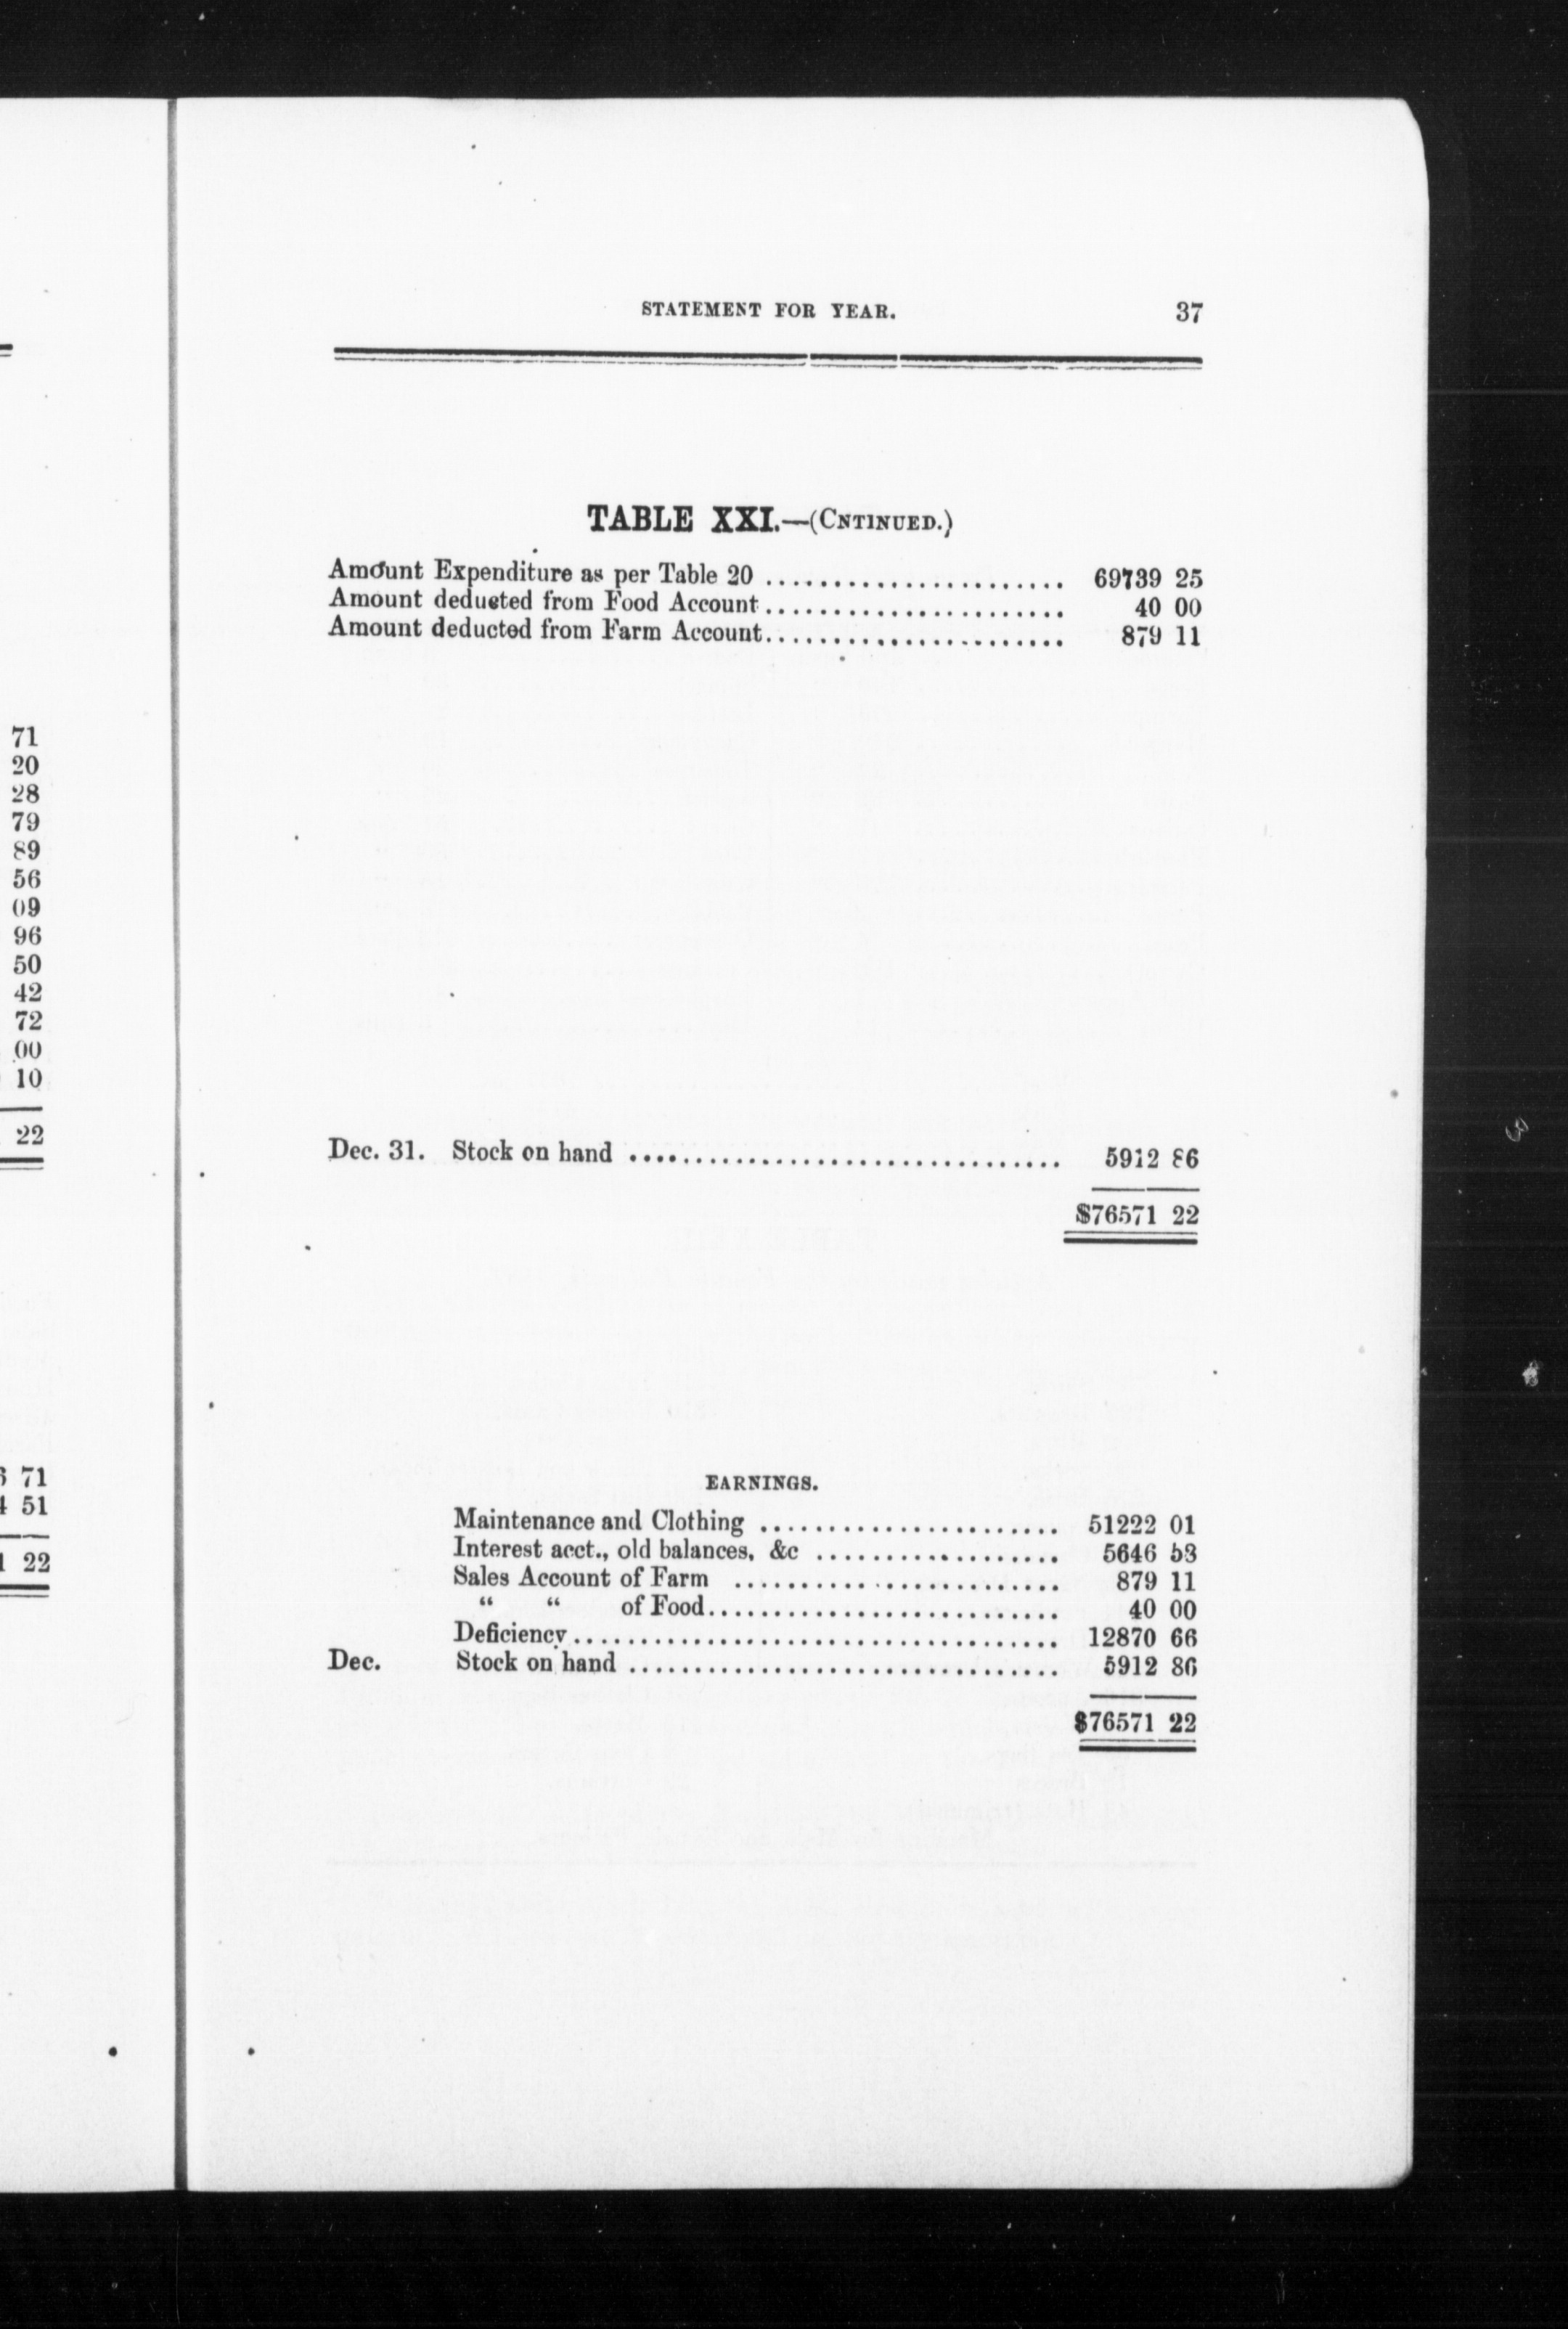 STATEMENT FOR YEAR. 37
TABLE XXI.—(CNTINUED.)
Amount Expenditure as per Table 20 ...................... 69739 25
Amount deducted from Food Account...................... 40 00
Amount deducted from Farm Account...................... 879 11
Dec. 31. Stock on hand ................................ 5912 86
$76571 22
EARNINGS.
Maintenance and Clothing ...................... 51222 01
Interest acct., old balances, &c .................. 5646 53
Sales Account of Farm ........................ 879 11
“ “ of Food.......................... 40 00
Deficiency.................................... 12870 66
Dec. Stock on hand ................................ 5912 86
$76571 22
71
20
28
79
89
56
09
96
50
42
72
00
10
22
71
51
22